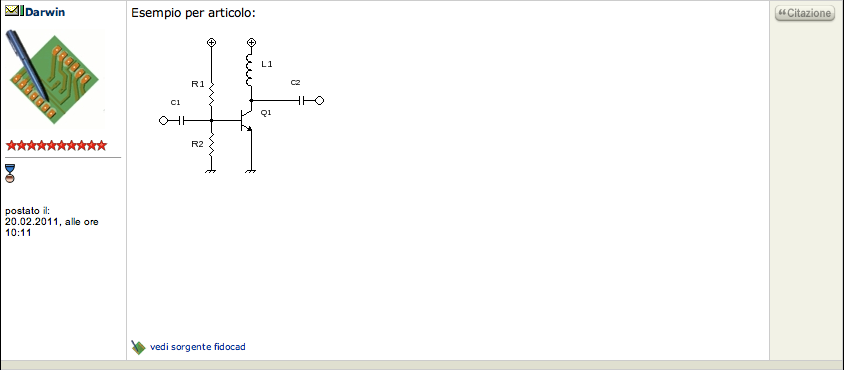 Darwin
Esempio per articolo:
Citazione
L1
R1
C2
C1
Q1
R2
postato il:
20.02.2011, alle ore
10:11
vedi sorgente fidocad